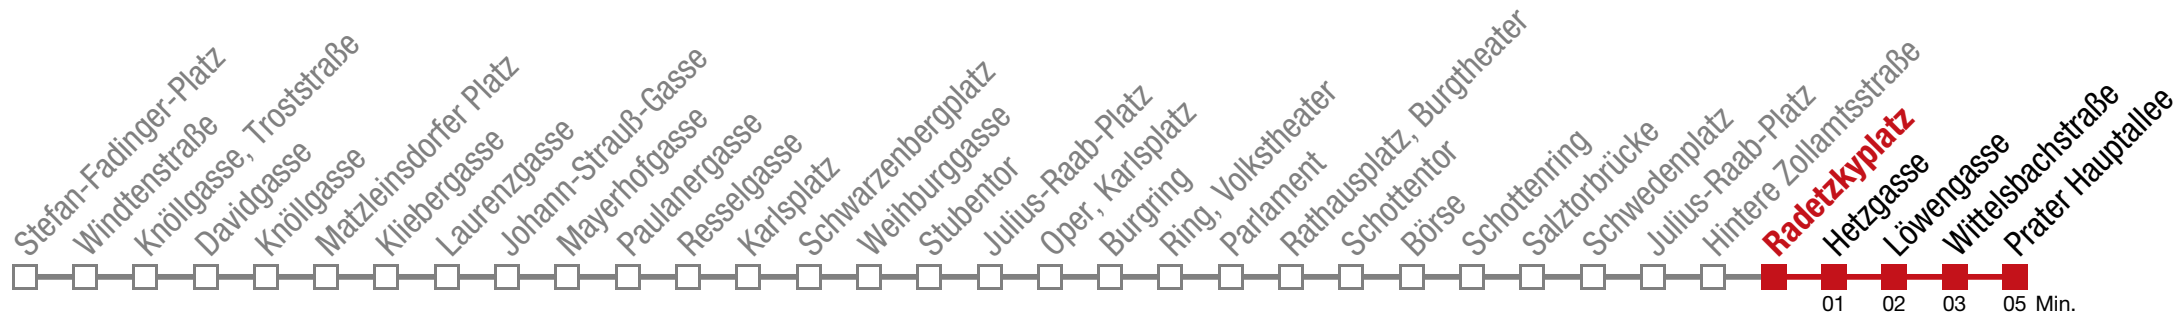 Stefan-Fadinger-Platz
Windtenstraße
Knöllgasse, Troststraße
Davidgasse
Knöllgasse
Matzleinsdorfer Platz
Kliebergasse
Laurenzgasse
Johann-Strauß-Gasse
Mayerhofgasse
Paulanergasse
Resselgasse
Karlsplatz
Schwarzenbergplatz
Weihburggasse
Stubentor
Julius-Raab-Platz
Oper, Karlsplatz
Burgring
Ring, Volkstheater
Parlament
Rathausplatz, Burgtheater
Schottentor
Börse
Schottenring
Salztorbrücke
Schwedenplatz
Julius-Raab-Platz
Hintere Zollamtsstraße
Radetzkyplatz
Hetzgasse
Löwengasse
Wittelsbachstraße
Prater Hauptallee
01 02 03 05 Min.